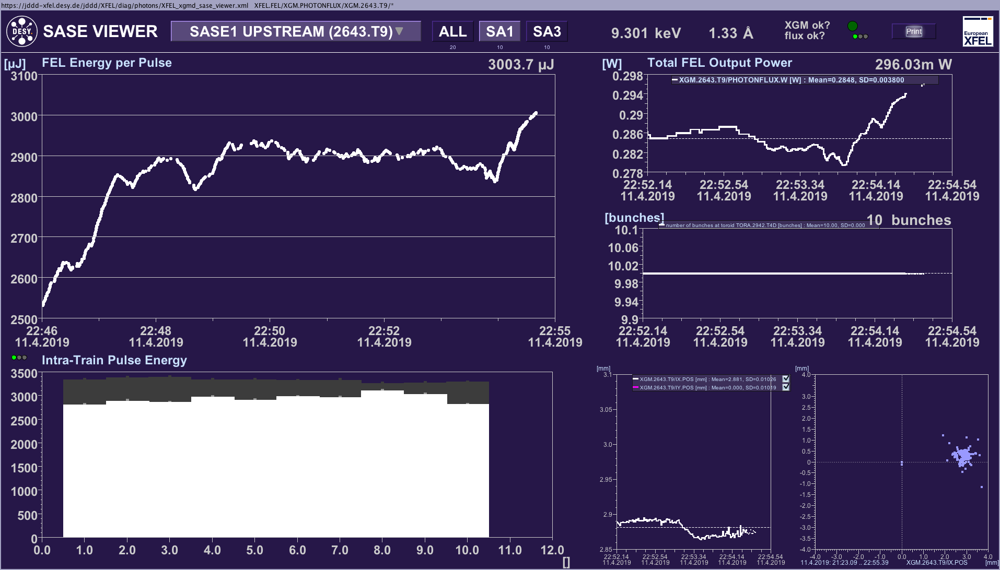 https://jddd-xfel.desy.de/jddd/XFEL/diag/photons/XFEL_xgmd_sase_viewer.xml XFEL.FEL/XGM.PHOTONFLUX/XGM.2643.T9/*
DESY.
SASE VIEWER
SASE1 UPSTREAM (2643.T9)
ALL SA1 SA3
20 10 10
9.301 keV 1.33 Å
XGM ok?
flux ok?
Print
European
XFEL
[µJ] FEL Energy per Pulse 3003.7 µJ
3100
3000
2900
2800
2700
2600
2500
22:46 22:48 22:50 22:52 22:55
11.4.2019 11.4.2019 11.4.2019 11.4.2019 11.4.2019
[W] Total FEL Output Power 296.03m W
XGM.2643.T9/PHOTONFLUX.W [W] : Mean=0.2848, SD=0.003800
0.298
0.294
0.29
0.286
0.282
0.278
22:52.14 22:52.54 22:53.34 22:54.14 22:54.54
11.4.2019 11.4.2019 11.4.2019 11.4.2019 11.4.2019
[bunches] 10 bunches
number of bunches at toroid TORA.2942.T4D [bunches] : Mean=10.00, SD=0.000
10.1
10.06
10.02
9.98
9.94
9.9
22:52.14 22:52.54 22:53.34 22:54.14 22:54.54
11.4.2019 11.4.2019 11.4.2019 11.4.2019 11.4.2019
Intra-Train Pulse Energy
3500
3000
2500
2000
1500
1000
500
0
0.0 1.0 2.0 3.0 4.0 5.0 6.0 7.0 8.0 9.0 10.0 11.0 12.0
[]
[mm]
XGM.2643.T9/IX.POS [mm] : Mean=2.881, SD=0.01026
XGM.2643.T9/IY.POS [mm] : Mean=0.000, SD=0.01019
3.1
3.05
3.0
2.95
2.9
2.85
22:52.14 22:52.54 22:53.34 22:54.14 22:54.54
11.4.2019 11.4.2019 11.4.2019 11.4.2019 11.4.2019
[mm]
4.0
3.0
2.5
2.0
1.5
1.0
0.5
0
-0.5
-1.0
-1.5
-2.0
-2.5
-3.0
-3.5
-4.0
-4.0 -3.0 -2.0 -1.0 0.0 1.0 2.0 3.0 4.0
11.4.2019: 21:23.09 .. 22:55.39 XGM.2643.T9/IX.POS [mm]